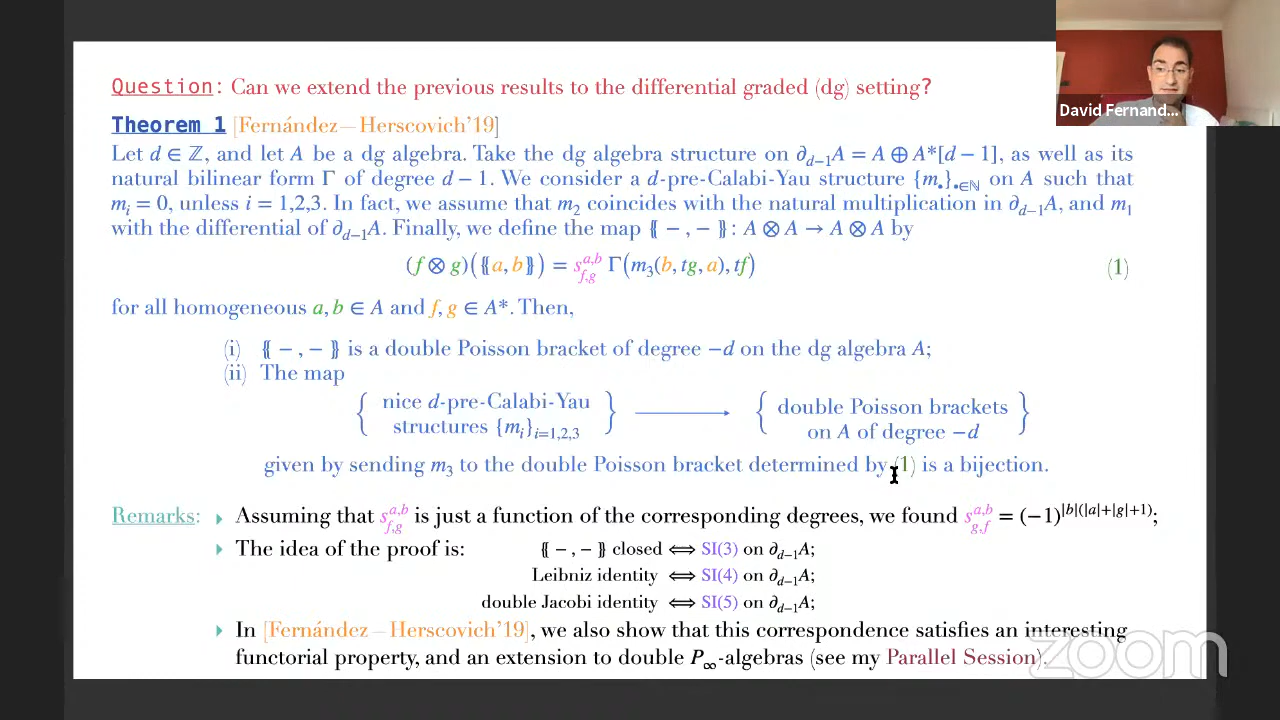 Question: Can we extend the previous results to the differential graded (dg) setting?
Theorem 1 [Fernández–Herscovich'19]
Let d ∈ ℤ, and let A be a dg algebra. Take the dg algebra structure on ∂_{d−1}A = A ⊕ A*[d − 1], as well as its
natural bilinear form Γ of degree d − 1. We consider a d-pre-Calabi-Yau structure {m_•}_{•∈ℕ} on A such that
m_i = 0, unless i = 1,2,3. In fact, we assume that m_2 coincides with the natural multiplication in ∂_{d−1}A, and m_1
with the differential of ∂_{d−1}A. Finally, we define the map ⦃ −, − ⦄: A ⊗ A → A ⊗ A by
(f ⊗ g)(⦃a, b⦄) = s_{f,g}^{a,b} Γ(m_3(b, tg, a), tf) (1)
for all homogeneous a, b ∈ A and f, g ∈ A*. Then,
(i) ⦃ −, − ⦄ is a double Poisson bracket of degree −d on the dg algebra A;
(ii) The map
{ nice d-pre-Calabi-Yau structures {m_i}_{i=1,2,3} } → { double Poisson brackets on A of degree −d }
given by sending m_3 to the double Poisson bracket determined by (1) is a bijection.
Remarks: ▸ Assuming that s_{f,g}^{a,b} is just a function of the corresponding degrees, we found s_{g,f}^{a,b} = (−1)^{|b|(|a|+|g|+1)};
▸ The idea of the proof is: ⦃ −, − ⦄ closed ⟺ SI(3) on ∂_{d−1}A;
Leibniz identity ⟺ SI(4) on ∂_{d−1}A;
double Jacobi identity ⟺ SI(5) on ∂_{d−1}A;
▸ In [Fernández–Herscovich'19], we also show that this correspondence satisfies an interesting
functorial property, and an extension to double P_∞-algebras (see my Parallel Session).
David Fernand...
zoom